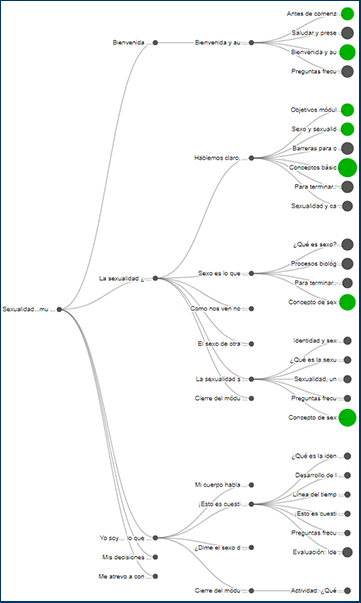 Antes de comenz
Saludar y prese
Bienvenida ...
Bienvenida y au ...
Bienvenida y au
Preguntas frecu
Objetivos módul
Sexo y sexualid
Barreras para o
Hablemos claro, ...
Conceptos básic
Para terminar...
Sexualidad y ca
¿Qué es sexo?
Procesos biológ
La sexualidad ¿ ...
Sexo es lo que ...
Para terminar...
Concepto de sex
Sexualidad...mu ...
Como nos ven no ...
El sexo de otra ...
Identidad y sex
¿Qué es la sexu
La sexualidad s ...
Sexualidad, un
Cierre del módu ...
Preguntas frecu
Concepto de sex
¿Qué es la iden
Desarrollo de l
Mi cuerpo habla ...
Línea del tiemp
¡Esto es cuesti ...
¡Esto es cuesti
Preguntas frecu
Yo soy... lo que ...
¿Dime el sexo d ...
Evaluación: Ide
Mis decisiones ...
Me atrevo a con ...
Cierre del módu ...
Actividad: ¿Qué